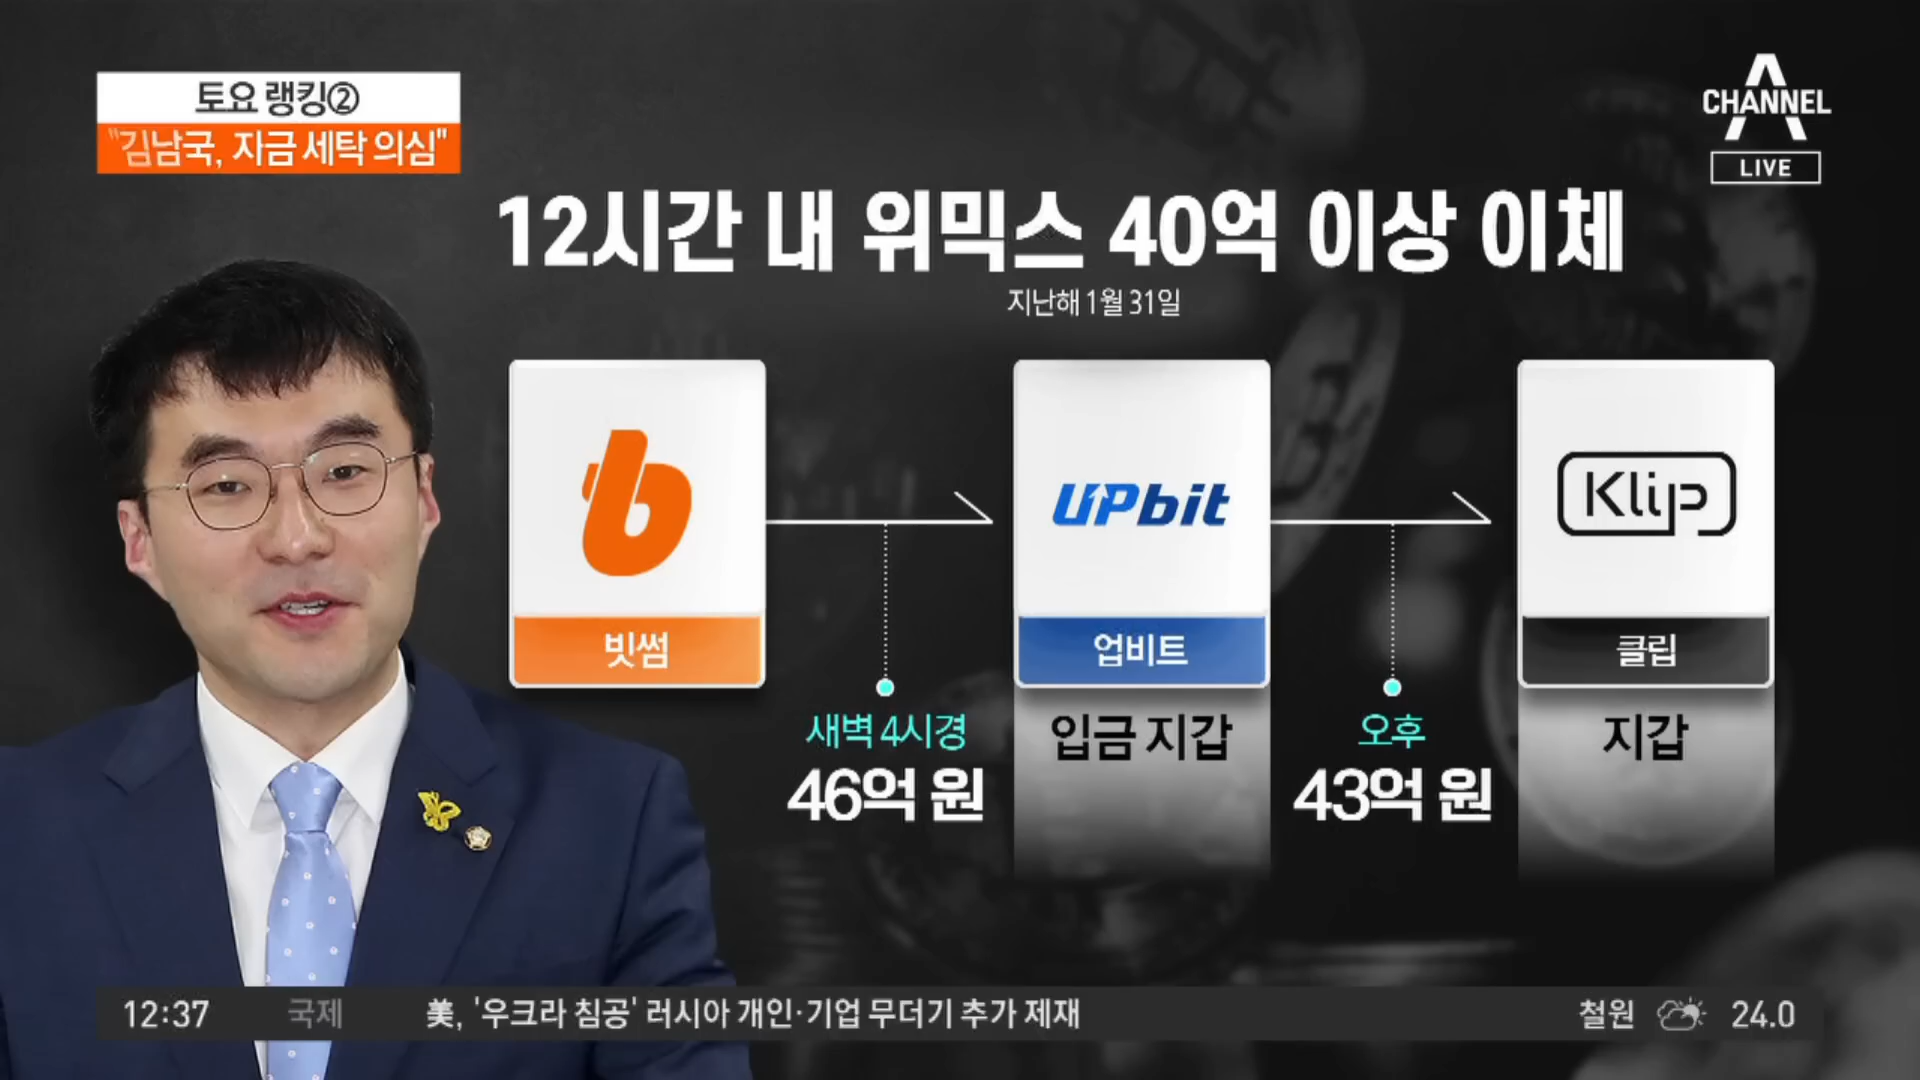 토요 랭킹②
"김남국, 자금 세탁 의심"
CHANNEL A
LIVE
12시간 내 위믹스 40억 이상 이체
지난해 1월 31일
b
UPbit
Klip
빗썸
업비트
클립
새벽 4시경
46억 원
입금 지갑
오후
43억 원
지갑
12:37 국제 美, '우크라 침공' 러시아 개인·기업 무더기 추가 제재 철원 24.0